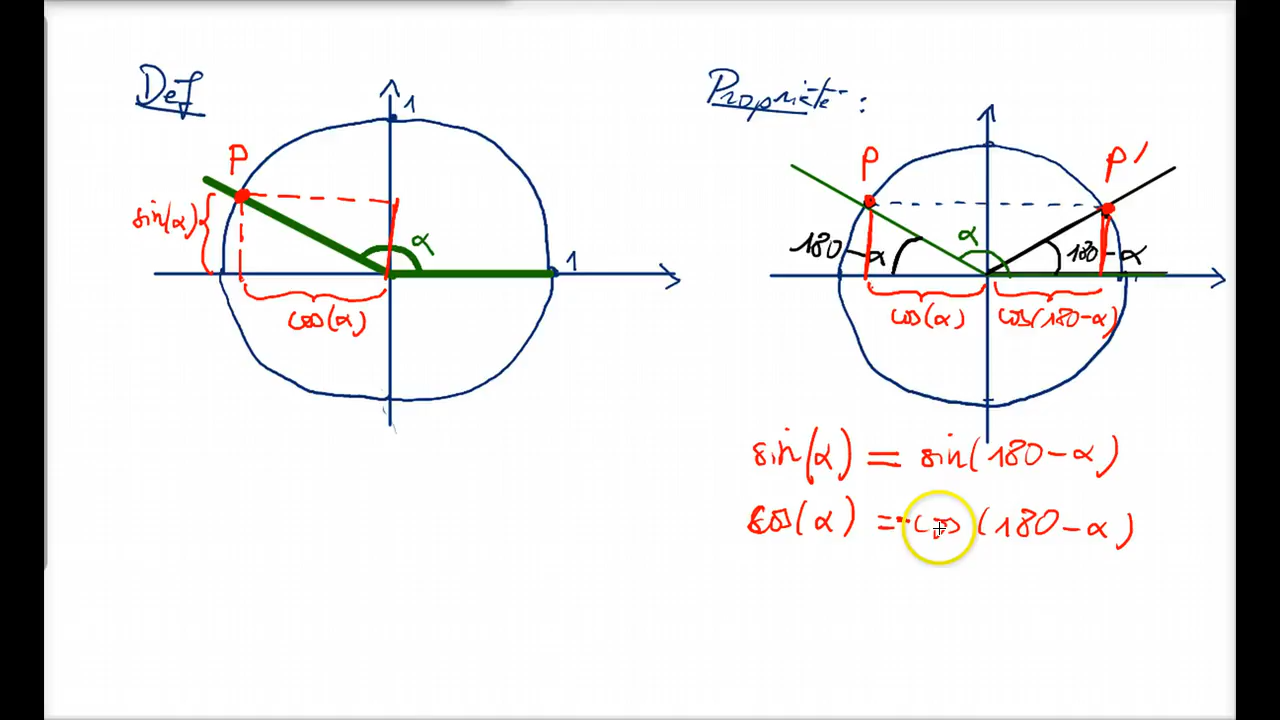 Def
1
P
sin(α)
α
1
cos(α)
Propriété :
P
P'
180-α
α
180-α
cos(α)
cos(180-α)
sin(α) = sin(180-α)
cos(α) = -cos(180-α)